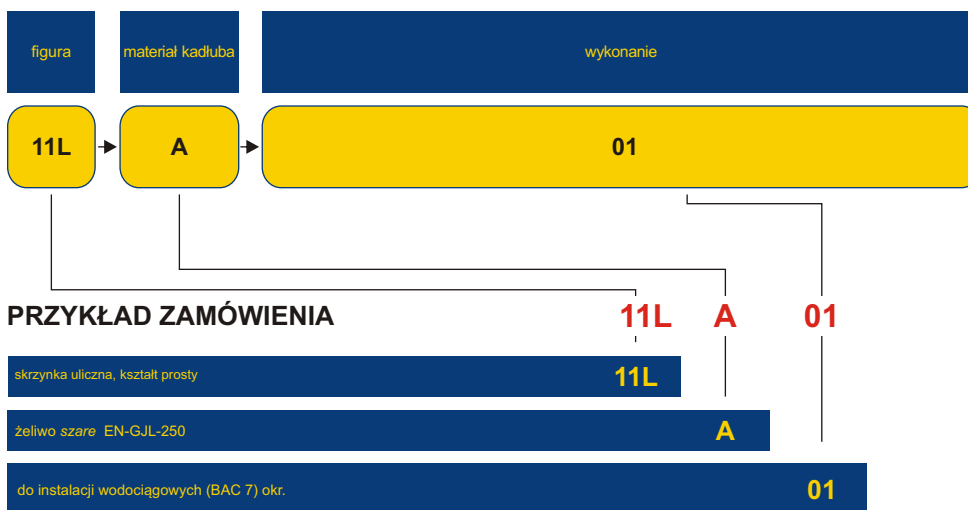 figura materiał kadłuba wykonanie
11L A 01
PRZYKŁAD ZAMÓWIENIA 11L A 01
skrzynka uliczna, kształt prosty 11L
żeliwo szare EN-GJL-250 A
do instalacji wodociągowych (BAC 7) okr. 01